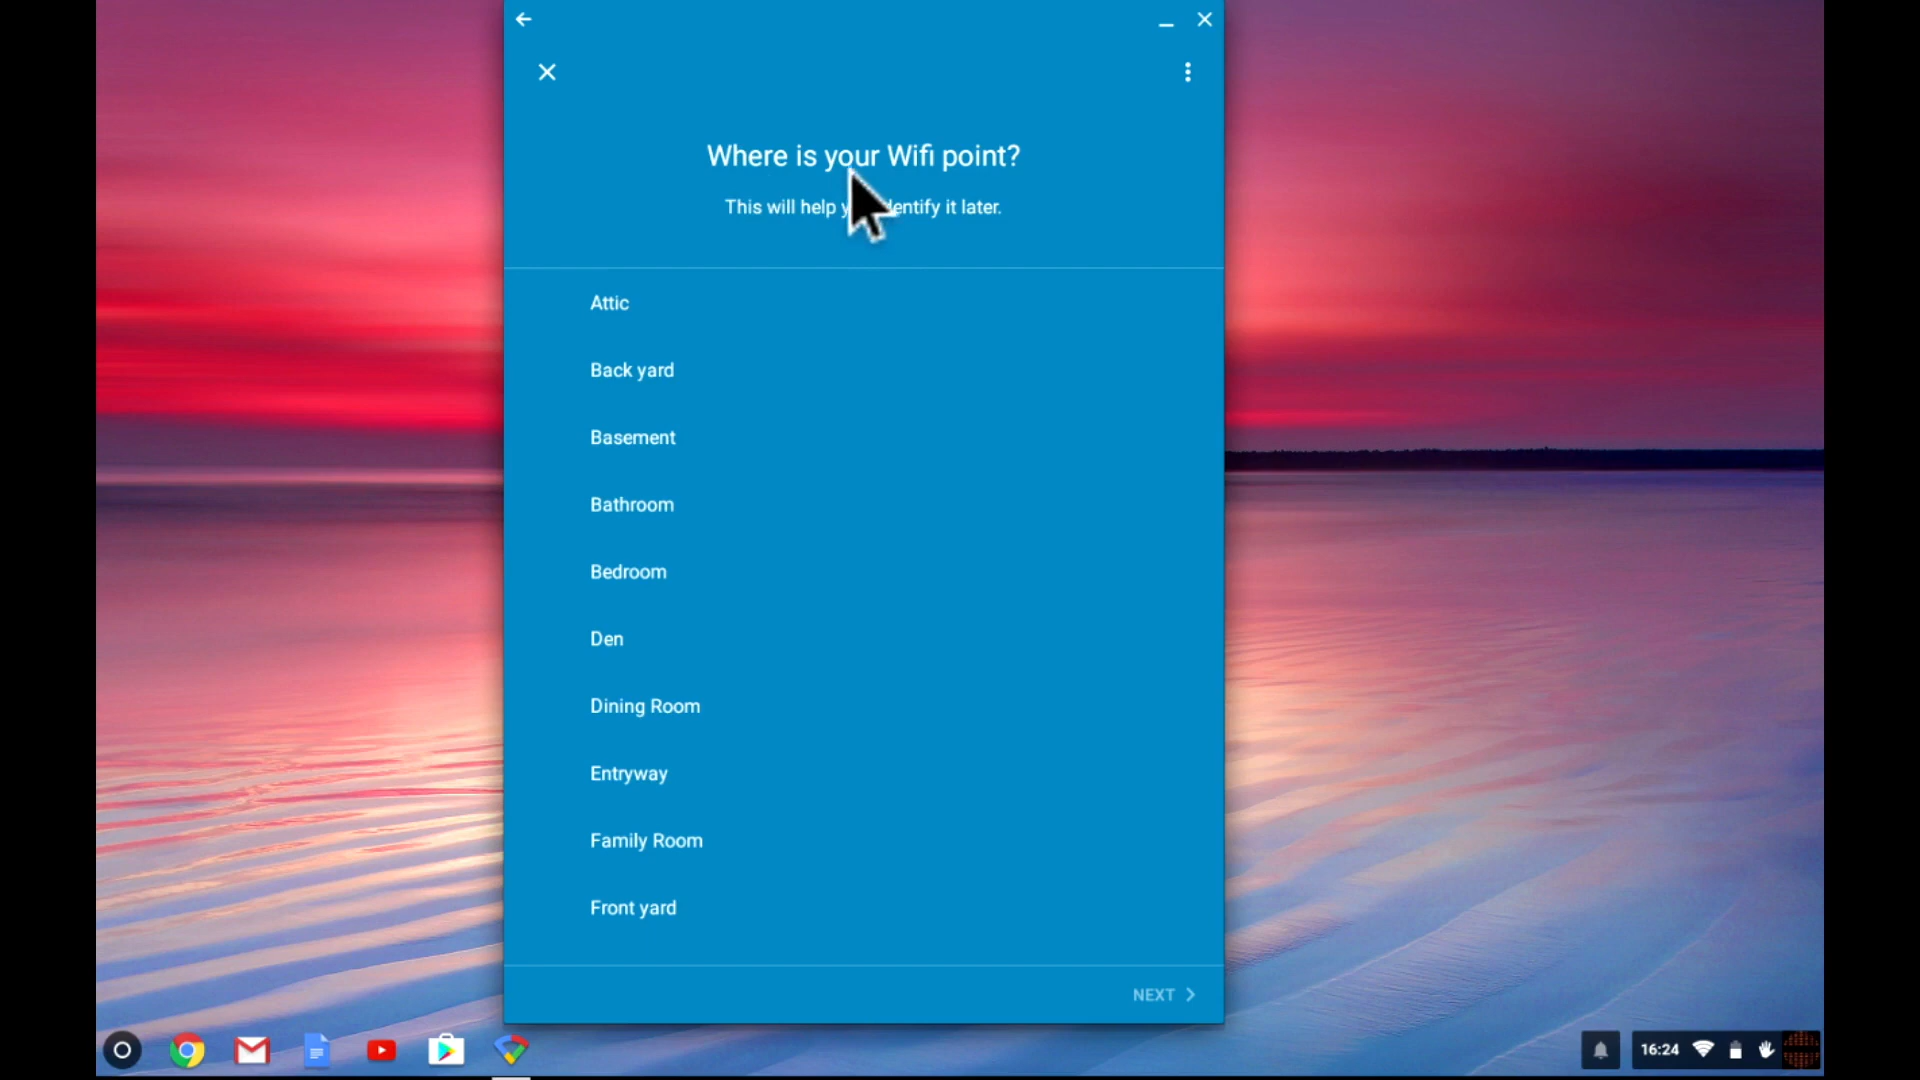 Where is your Wifi point?
This will help entify it later.
Attic
Back yard
Basement
Bathroom
Bedroom
Den
Dining Room
Entryway
Family Room
Front yard
NEXT
16:24